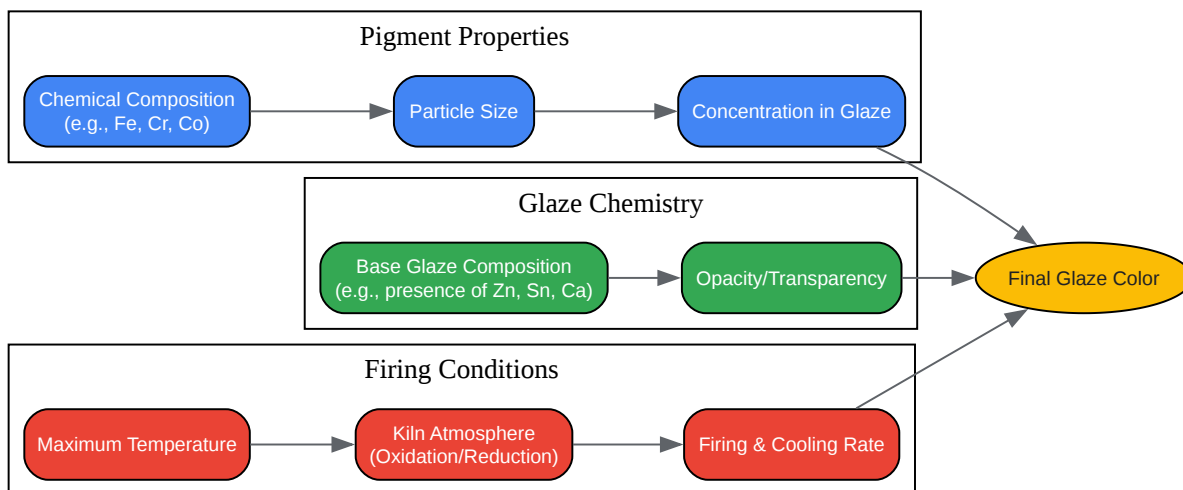 Pigment Properties
Chemical Composition
(e.g., Fe, Cr, Co)
Particle Size
Concentration in Glaze
Glaze Chemistry
Base Glaze Composition
(e.g., presence of Zn, Sn, Ca)
Opacity/Transparency
Final Glaze Color
Firing Conditions
Maximum Temperature
Kiln Atmosphere
(Oxidation/Reduction)
Firing & Cooling Rate